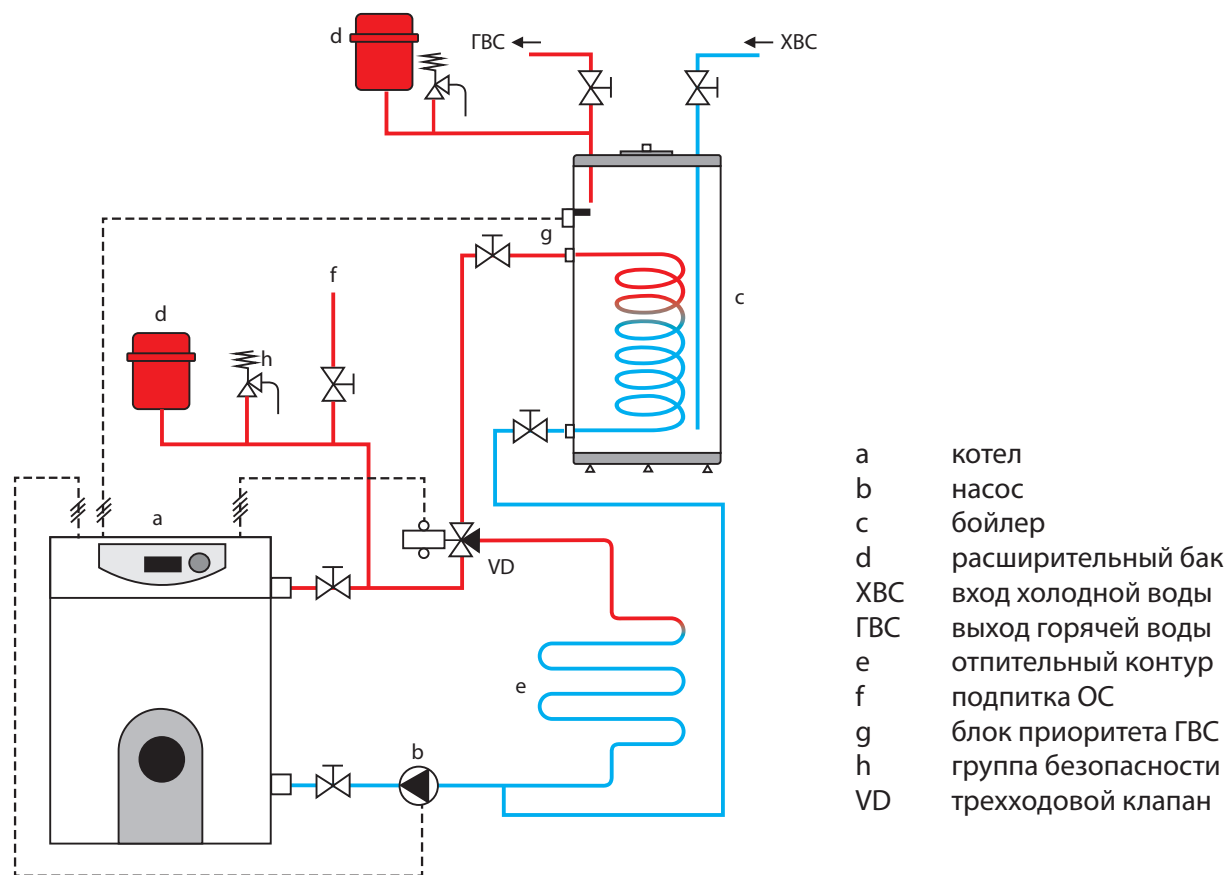 d
ГВС
ХВС
g
c
f
d
h
a
VD
e
b
a котел
b насос
c бойлер
d расширительный бак
ХВС вход холодной воды
ГВС выход горячей воды
e отпительный контур
f подпитка ОС
g блок приоритета ГВС
h группа безопасности
VD трехходовой клапан